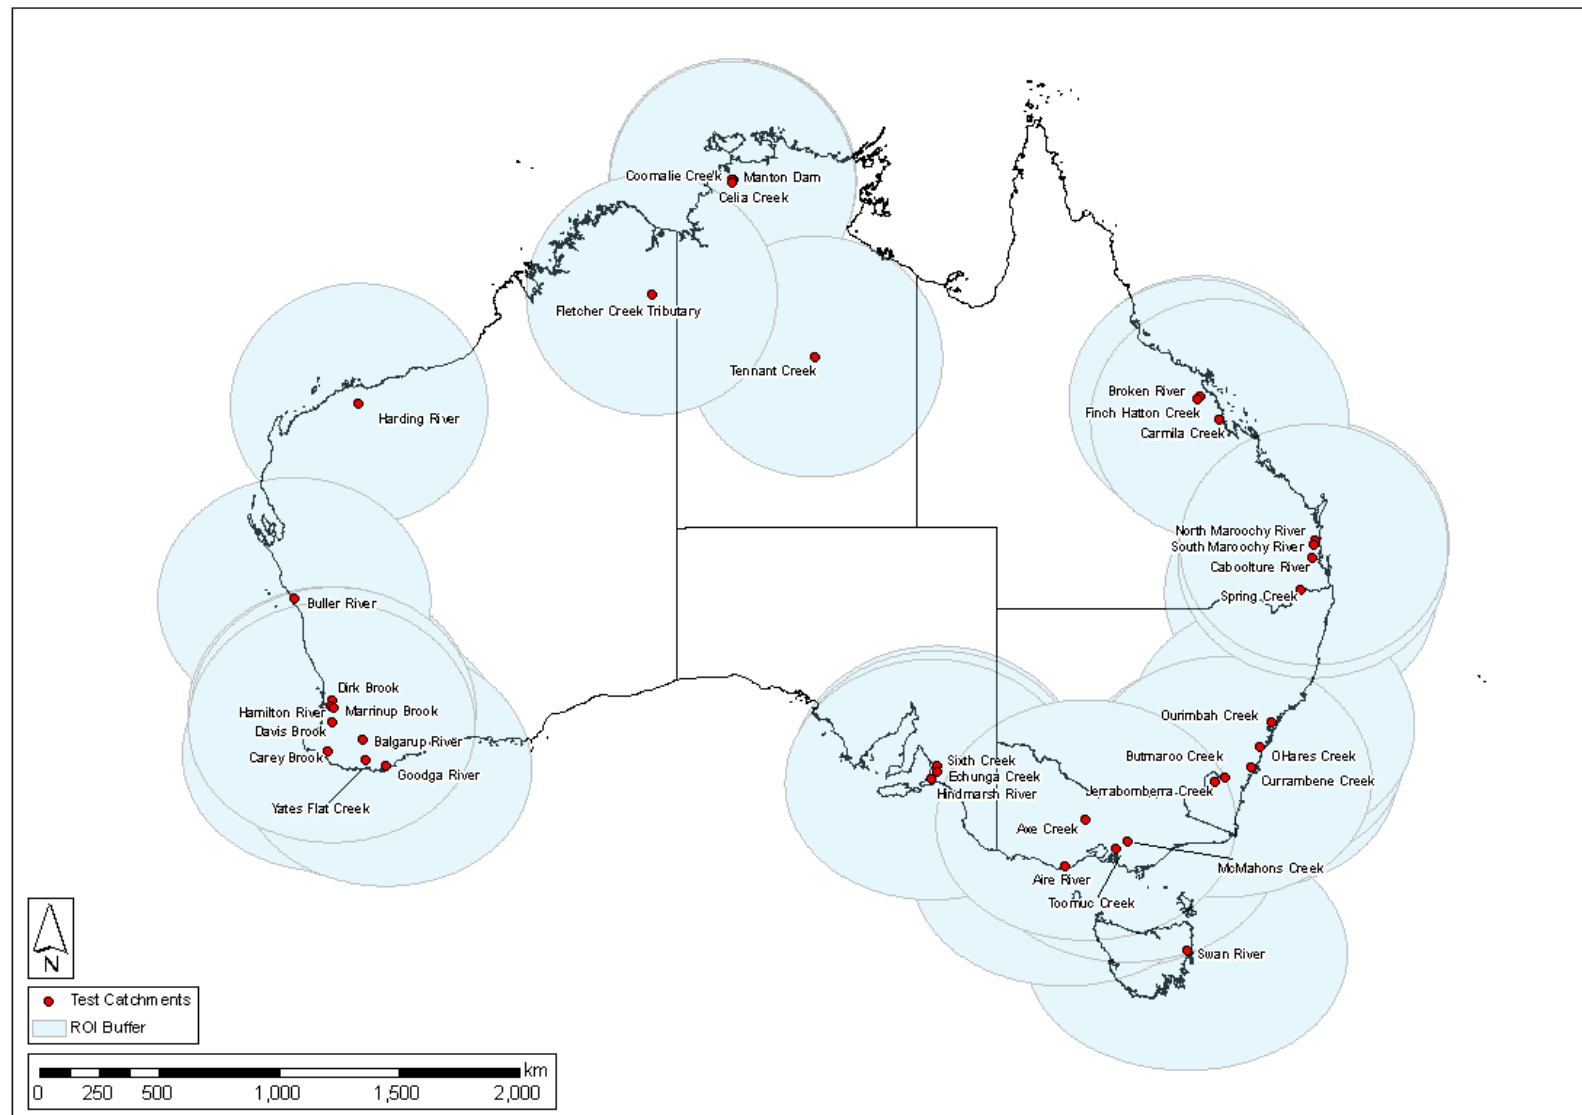 Coomalie Creek
Manton Dam
Celia Creek
Fletcher Creek Tributary
Tennant Creek
Harding River
Broken River
Finch Hatton Creek
Carmila Creek
North Maroochy River
South Maroochy River
Caboolture River
Spring Creek
Buller River
Dirk Brook
Hamilton River
Marrinup Brook
Davis Brook
Balgarup River
Carey Brook
Goodga River
Yates Flat Creek
Ourimbah Creek
OHares Creek
Butmaroo Creek
Currambene Creek
Jerrabomberra Creek
Sixth Creek
Echunga Creek
Hindmarsh River
Axe Creek
McMahons Creek
Aire River
Toomuc Creek
Swan River
N
Test Catchments
ROI Buffer
km
0 250 500 1,000 1,500 2,000